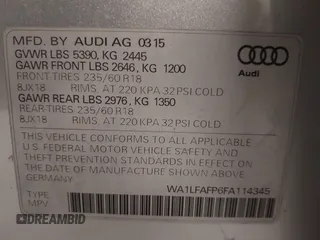 MFD. BY AUDI AG 03 15
GVWR LBS 5390, KG 2445
GAWR FRONT LBS 2646, KG 1200
FRONT-TIRES 235/60 R18
8JX18 RIMS, AT 220 KPA 32 PSI COLD
GAWR REAR LBS 2976, KG 1350
REAR-TIRES 235/60 R18
8JX18 RIMS, AT 220 KPA 32 PSI COLD
Audi
THIS VEHICLE CONFORMS TO ALL APPLICABLE
U.S. FEDERAL MOTOR VEHICLE SAFETY
STANDARDS IN EFFECT ON THE
DATE OF MANUFACTURE SHOWN ABOVE.
GERMANY
TYPE: WA1LFAFP6FA114345
MPV
DREAMBID